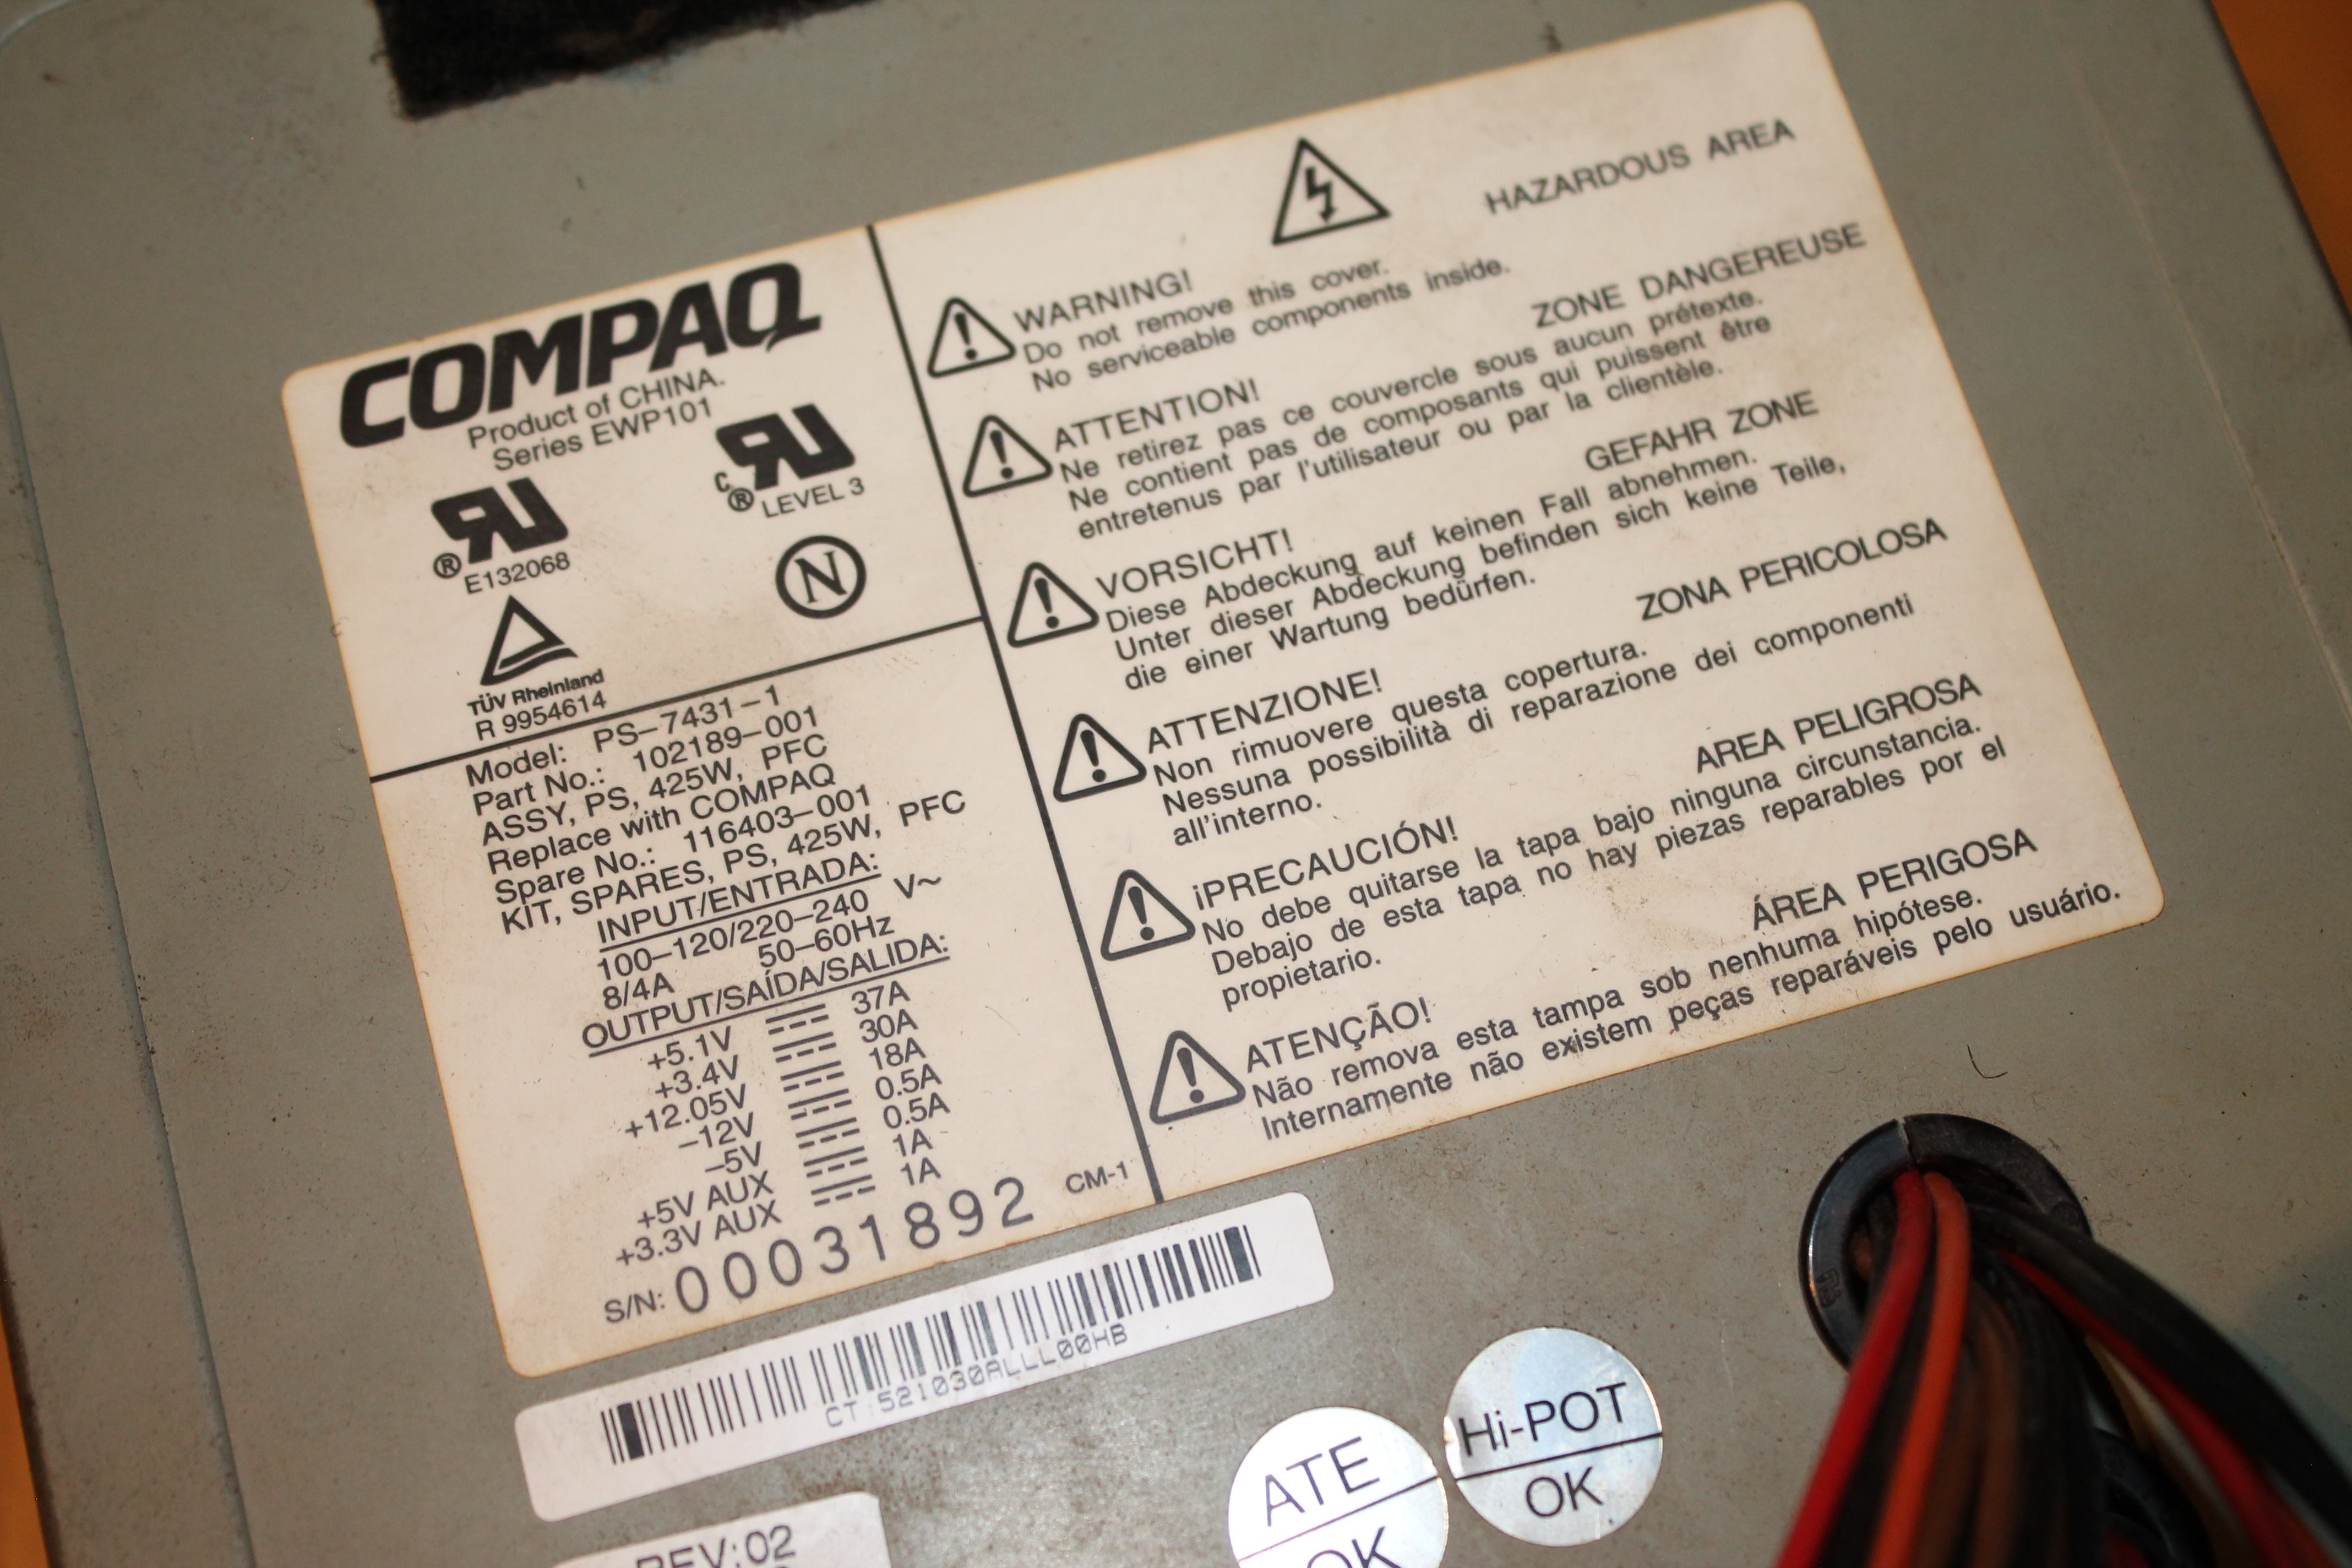 COMPAQ
Product of CHINA.
Series EWP101
® E132068
c ® LEVEL 3
N
TÜV Rheinland
R 9954614
Model: PS-7431-1
Part No.: 102189-001
ASSY, PS, 425W, PFC
Replace with COMPAQ
Spare No.: 116403-001
KIT, SPARES, PS, 425W, PFC
INPUT/ENTRADA:
100-120/220-240 V~
8/4A 50-60Hz
OUTPUT/SAÍDA/SALIDA:
+5.1V 37A
+3.4V 30A
+12.05V 18A
-12V 0.5A
-5V 0.5A
+5V AUX 1A
+3.3V AUX 1A
S/N: 00031892 CM-1
HAZARDOUS AREA
WARNING!
Do not remove this cover.
No serviceable components inside.
ZONE DANGEREUSE
ATTENTION!
Ne retirez pas ce couvercle sous aucun prétexte.
Ne contient pas de composants qui puissent être
entretenus par l'utilisateur ou par la clientèle.
GEFAHR ZONE
VORSICHT!
Diese Abdeckung auf keinen Fall abnehmen.
Unter dieser Abdeckung befinden sich keine Teile,
die einer Wartung bedürfen.
ZONA PERICOLOSA
ATTENZIONE!
Non rimuovere questa copertura.
Nessuna possibilità di reparazione dei componenti
all'interno.
AREA PELIGROSA
¡PRECAUCIÓN!
No debe quitarse la tapa bajo ninguna circunstancia.
Debajo de esta tapa no hay piezas reparables por el
propietario.
ÁREA PERIGOSA
ATENÇÃO!
Não remova esta tampa sob nenhuma hipótese.
Internamente não existem peças reparáveis pelo usuário.
CT:521030ALLL00HB
Hi-POT
OK
ATE
OK
REV:02